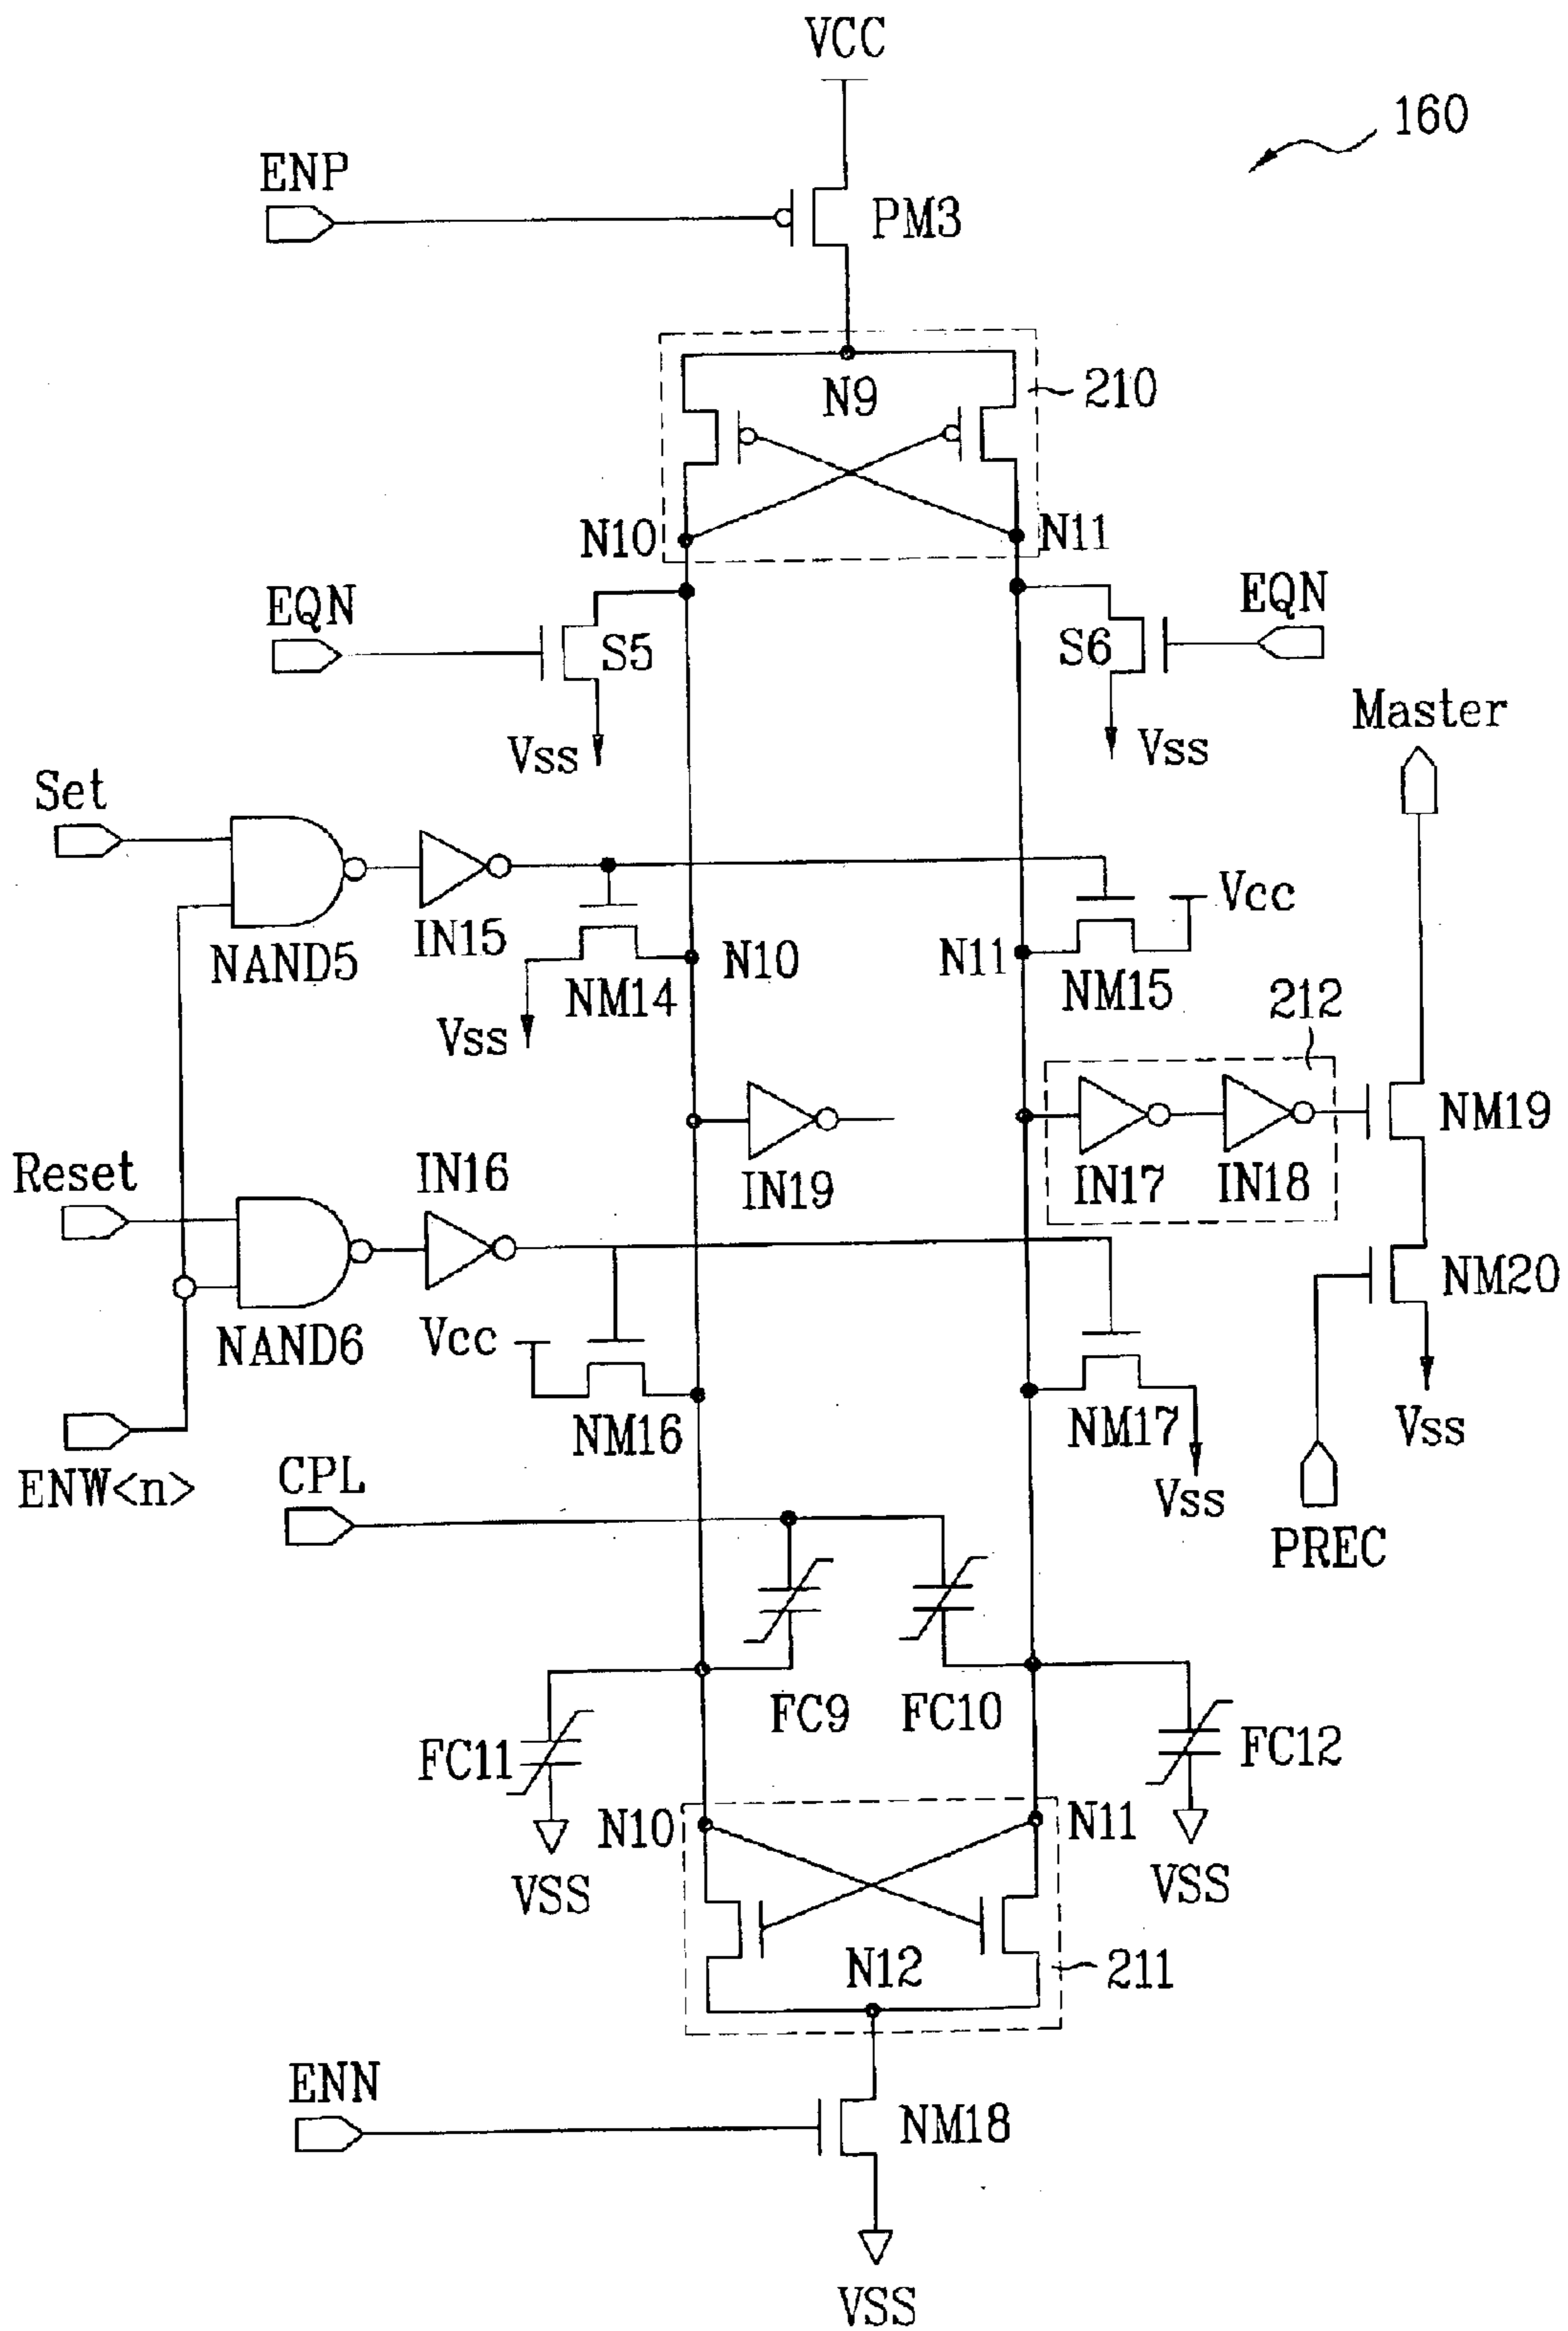 VCC
160
ENP
PM3
N9
210
N10
N11
EQN
S5
S6
EQN
Vss
Vss
Master
Set
NAND5
IN15
NM14
N10
N11
NM15
Vcc
Vss
212
IN19
IN17
IN18
NM19
Reset
IN16
NAND6
Vcc
NM16
NM17
NM20
Vss
Vss
ENW<n>
CPL
PREC
FC9
FC10
FC11
FC12
N10
N11
VSS
VSS
N12
211
ENN
NM18
VSS